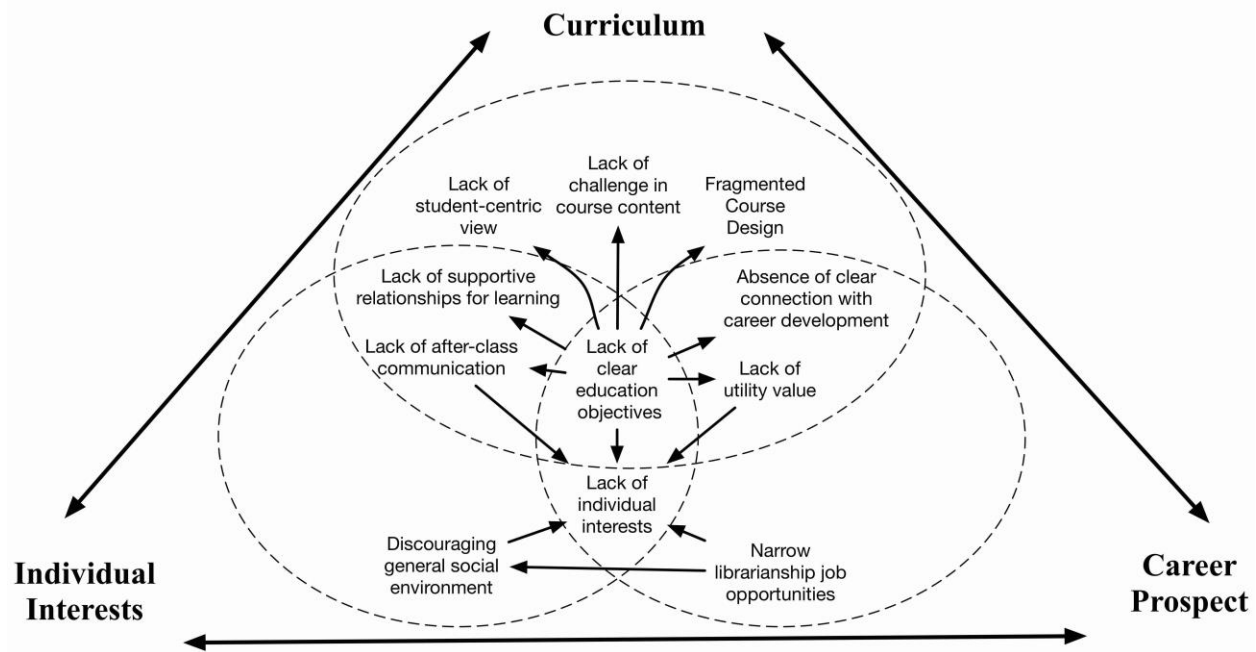 Curriculum
Lack of
challenge in
course content
Lack of
student-centric
view
Fragmented
Course
Design
Lack of supportive
relationships for learning
Absence of clear
connection with
career development
Lack of after-class
communication
Lack of
clear
education
objectives
Lack of
utility value
Lack of
individual
interests
Discouraging
general social
environment
Narrow
librarianship job
opportunities
Individual
Interests
Career
Prospect